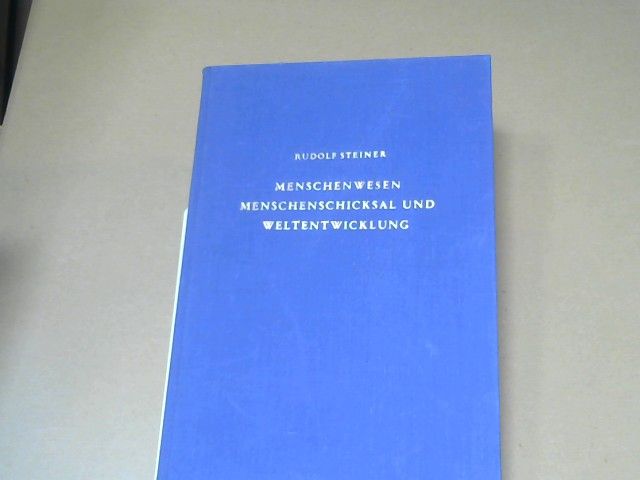 RUDOLF STEINER
MENSCHENWESEN
MENSCHENSCHICKSAL UND
WELTENTWICKLUNG